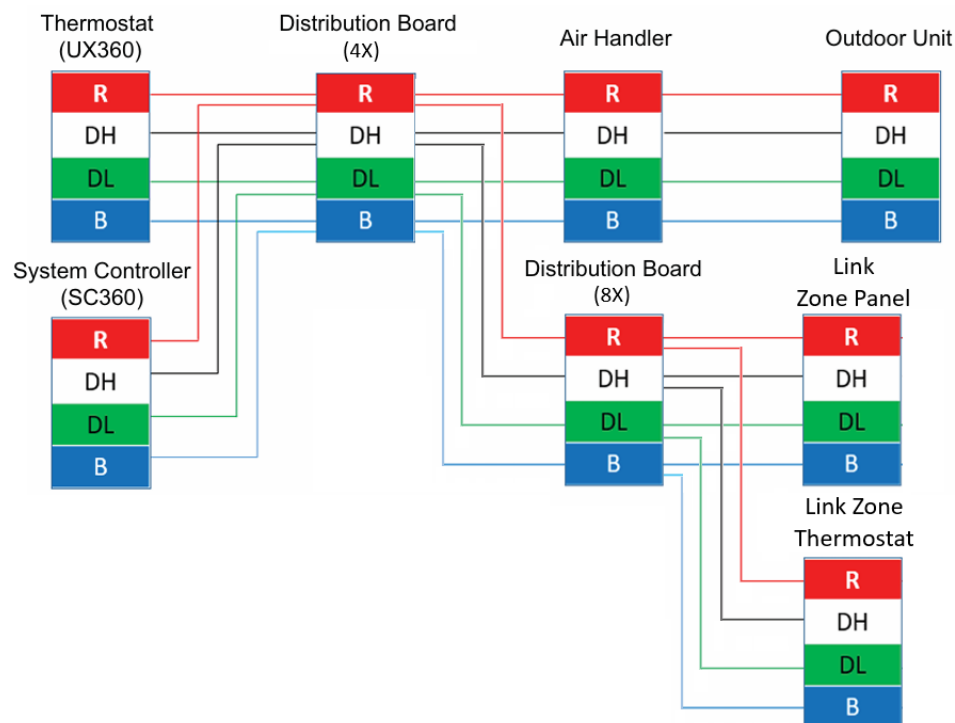 Thermostat
(UX360)
R
DH
DL
B
Distribution Board
(4X)
R
DH
DL
B
Air Handler
R
DH
DL
B
Outdoor Unit
R
DH
DL
B
System Controller
(SC360)
R
DH
DL
B
Distribution Board
(8X)
R
DH
DL
B
Link
Zone Panel
R
DH
DL
B
Link Zone
Thermostat
R
DH
DL
B